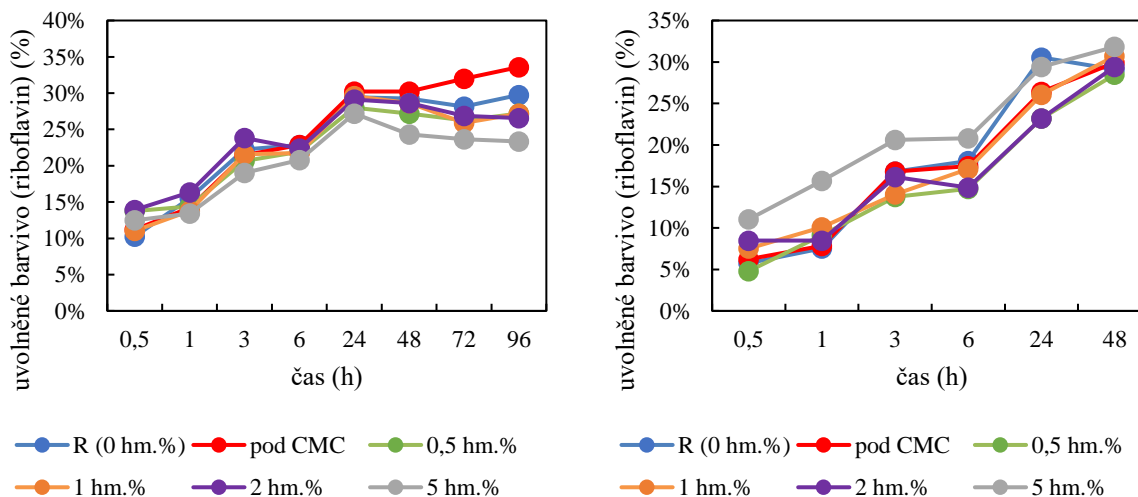 uvolněné barvivo (riboflavin) (%)
40%
35%
30%
25%
20%
15%
10%
5%
0%
0,5 1 3 6 24 48 72 96
čas (h)
R (0 hm.%) pod CMC 0,5 hm.%
1 hm.% 2 hm.% 5 hm.%
uvolněné barvivo (riboflavin) (%)
35%
30%
25%
20%
15%
10%
5%
0%
0,5 1 3 6 24 48
čas (h)
R (0 hm.%) pod CMC 0,5 hm.%
1 hm.% 2 hm.% 5 hm.%